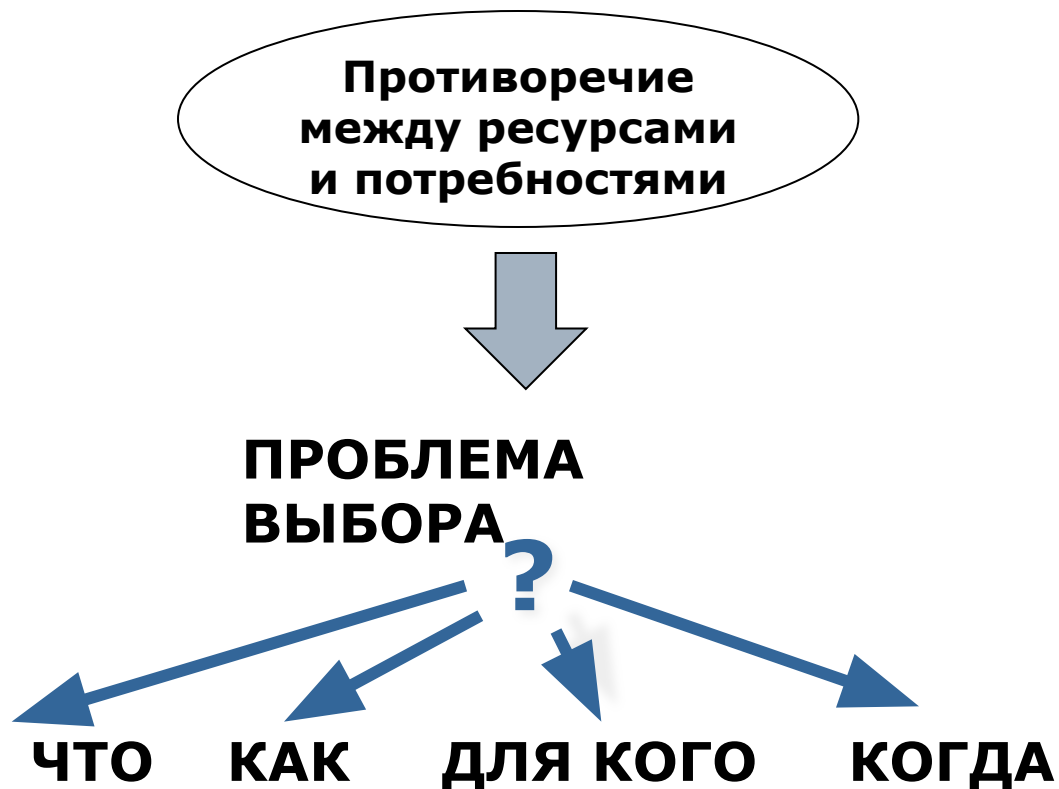 Противоречие
между ресурсами
и потребностями
ПРОБЛЕМА
ВЫБОРА
?
ЧТО КАК ДЛЯ КОГО КОГДА